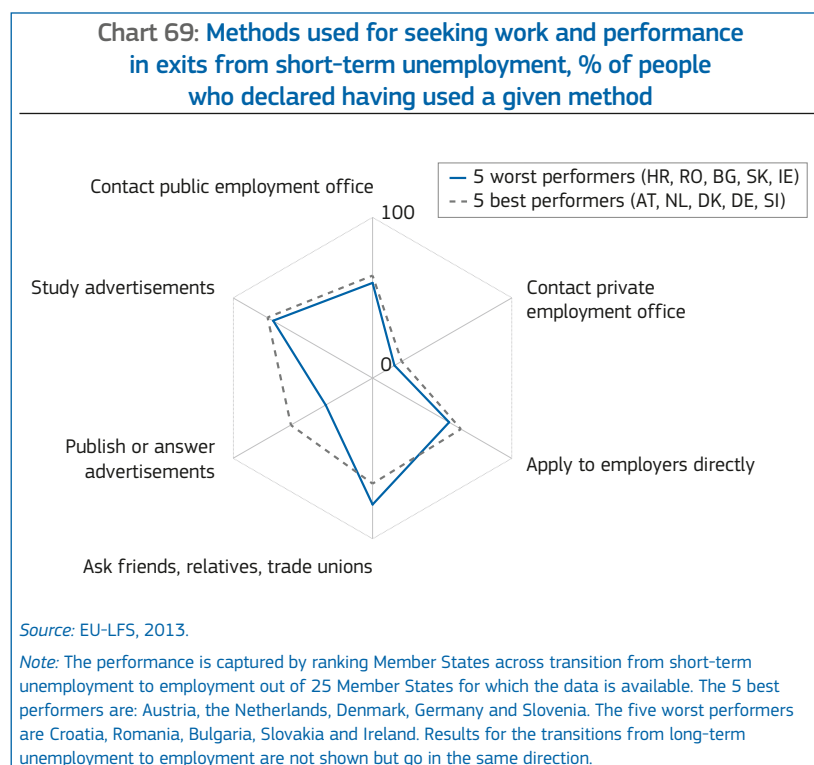 Chart 69: Methods used for seeking work and performance
in exits from short-term unemployment, % of people
who declared having used a given method
5 worst performers (HR, RO, BG, SK, IE)
5 best performers (AT, NL, DK, DE, SI)
Contact public employment office
100
Study advertisements
Contact private
employment office
0
Publish or answer
advertisements
Apply to employers directly
Ask friends, relatives, trade unions
Source: EU-LFS, 2013.
Note: The performance is captured by ranking Member States across transition from short-term
unemployment to employment out of 25 Member States for which the data is available. The 5 best
performers are: Austria, the Netherlands, Denmark, Germany and Slovenia. The five worst performers
are Croatia, Romania, Bulgaria, Slovakia and Ireland. Results for the transitions from long-term
unemployment to employment are not shown but go in the same direction.